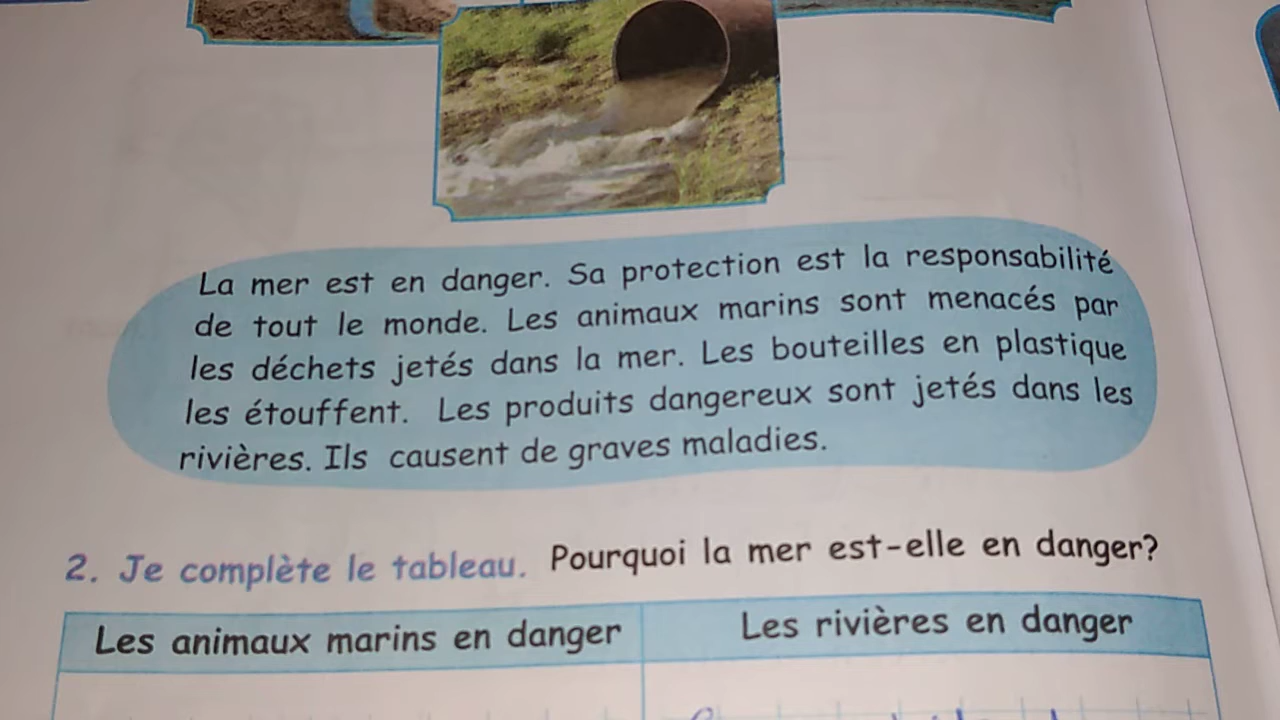 La mer est en danger. Sa protection est la responsabilité
de tout le monde. Les animaux marins sont menacés par
les déchets jetés dans la mer. Les bouteilles en plastique
les étouffent. Les produits dangereux sont jetés dans les
rivières. Ils causent de graves maladies.
2. Je complète le tableau. Pourquoi la mer est-elle en danger?
Les animaux marins en danger
Les rivières en danger